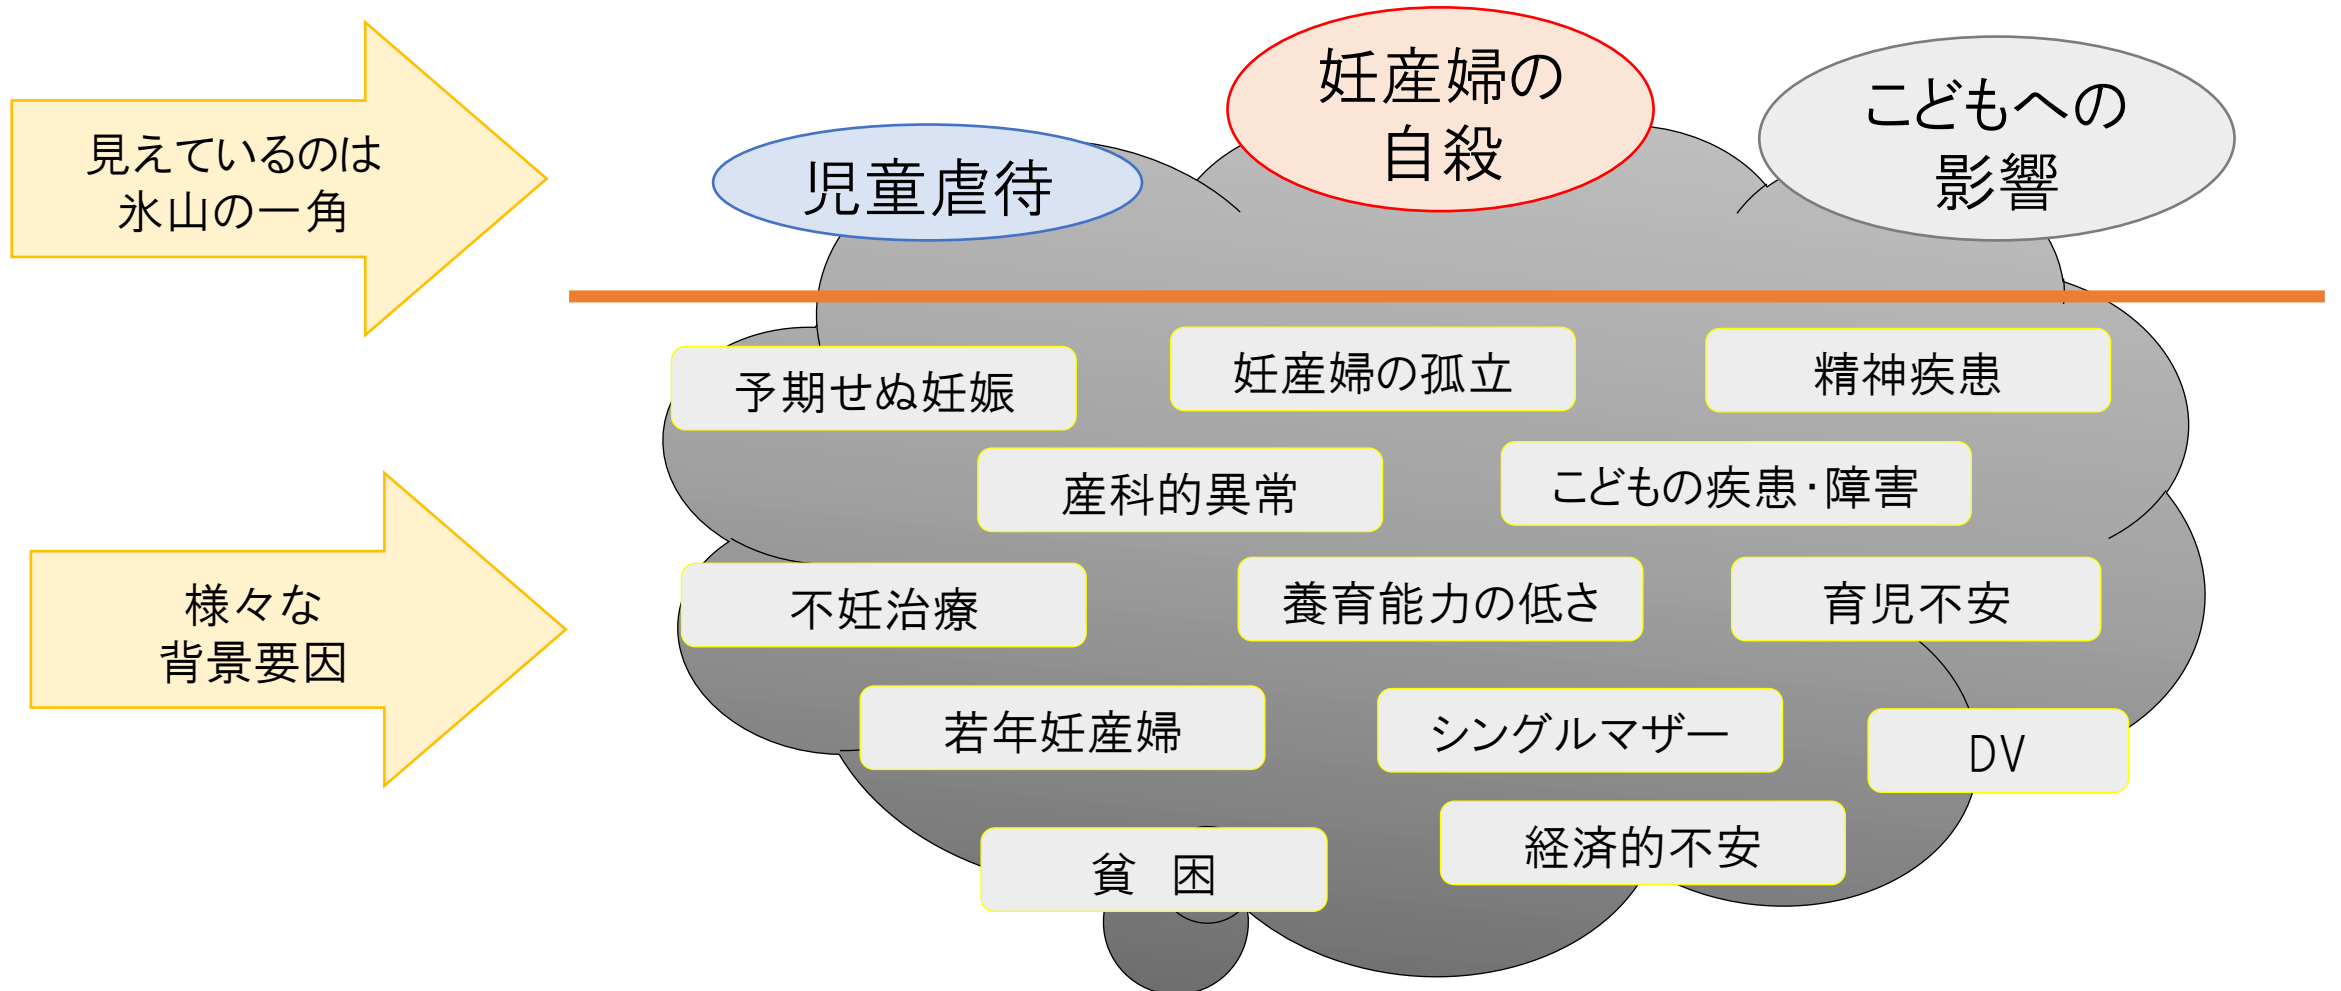 見えているのは
氷山の一角
児童虐待
妊産婦の
自殺
こどもへの
影響
様々な
背景要因
予期せぬ妊娠
妊産婦の孤立
精神疾患
産科的異常
こどもの疾患・障害
不妊治療
養育能力の低さ
育児不安
若年妊産婦
シングルマザー
DV
貧　困
経済的不安